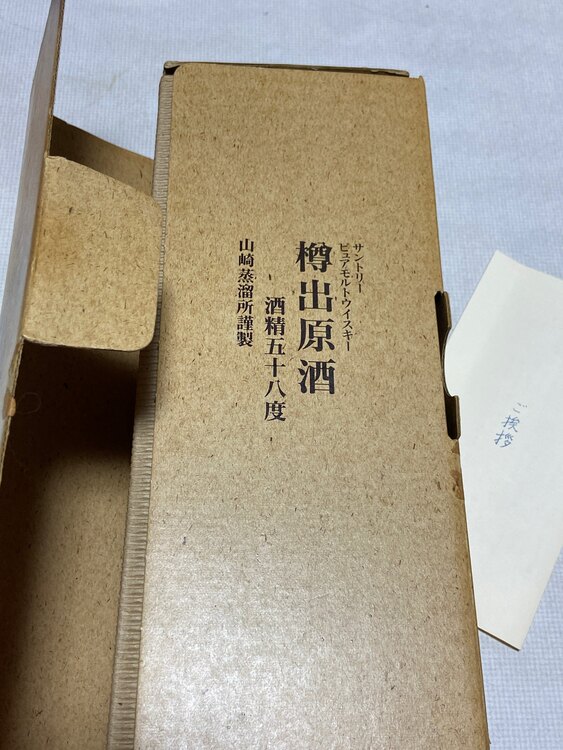 サントリー
ピュアモルトウイスキー
樽出原酒
酒精五十八度
山崎蒸溜所謹製
ご挨拶